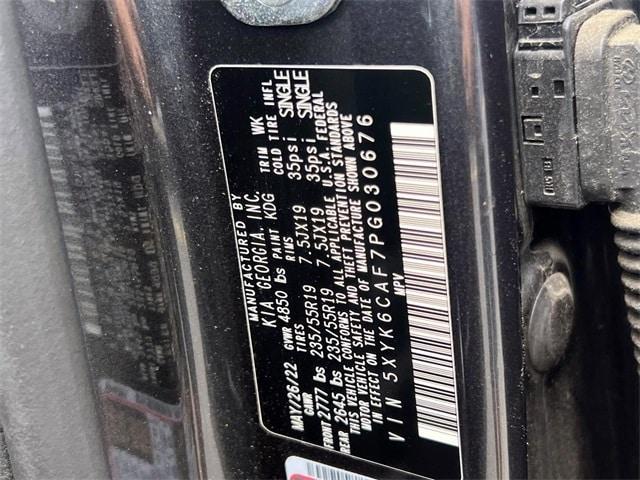 MANUFACTURED BY
KIA GEORGIA, INC.
MAY/26/22 GVWR 4850 lbs PAINT KDG TRIM WK
GAWR TIRES RIMS COLD TIRE INFL
FRONT 2777 lbs 235/55R19 7.5JX19 35psi SINGLE
REAR 2645 lbs 235/55R19 7.5JX19 35psi SINGLE
THIS VEHICLE CONFORMS TO ALL APPLICABLE U.S.A. FEDERAL
MOTOR VEHICLE SAFETY AND THEFT PREVENTION STANDARDS
IN EFFECT ON THE DATE OF MANUFACTURE SHOWN ABOVE
VIN 5XYK6CAF7PG030676
MPV